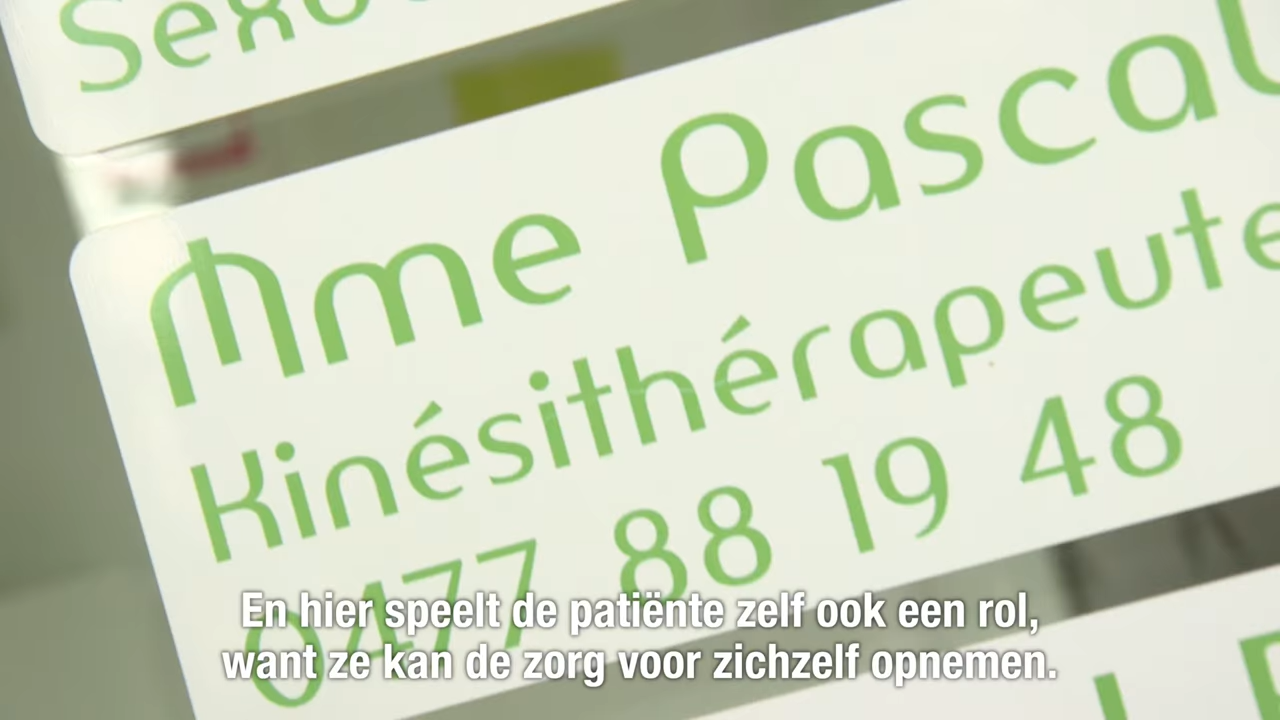 Mme Pascal
Kinésithérapeute
0477 88 19 48
En hier speelt de patiënte zelf ook een rol,
want ze kan de zorg voor zichzelf opnemen.